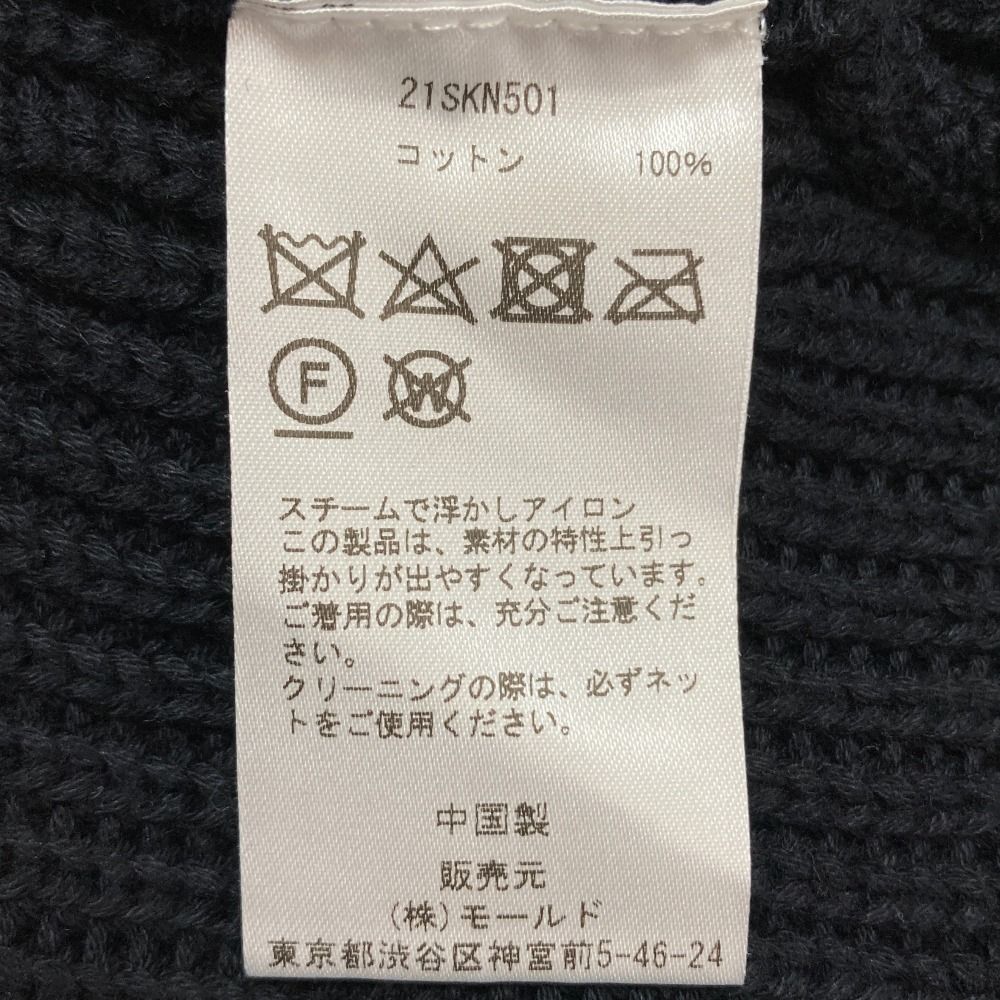 21SKN501
コットン 100%
F
W
スチームで浮かしアイロン
この製品は、素材の特性上引っ
掛かりが出やすくなっています。
ご着用の際は、充分ご注意くだ
さい。
クリーニングの際は、必ずネッ
トをご使用ください。
中国製
販売元
(株)モールド
東京都渋谷区神宮前5-46-24